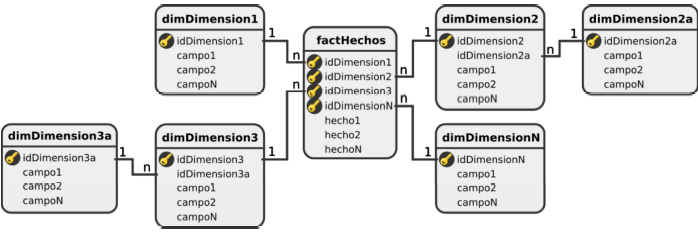 dimDimension1
idDimension1
campo1
campo2
campoN
1
n
factHechos
idDimension1
idDimension2
idDimension3
idDimensionN
hecho1
hecho2
hechoN
n
n
n
1
dimDimension2
idDimension2
idDimension2a
campo1
campo2
campoN
n
1
dimDimension2a
idDimension2a
campo1
campo2
campoN
dimDimension3a
idDimension3a
campo1
campo2
campoN
1
n
dimDimension3
idDimension3
idDimension3a
campo1
campo2
campoN
1
1
dimDimensionN
idDimensionN
campo1
campo2
campoN